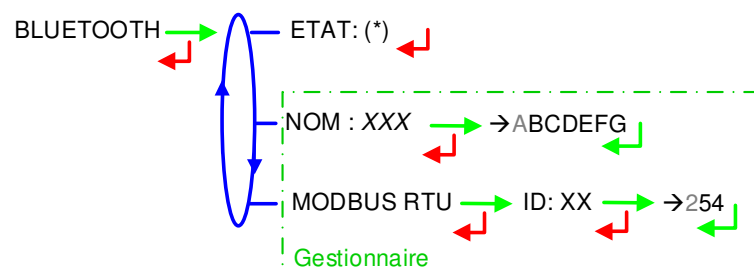 BLUETOOTH ETAT: (*)
NOM : XXX →ABCDEFG
MODBUS RTU ID: XX →254
Gestionnaire